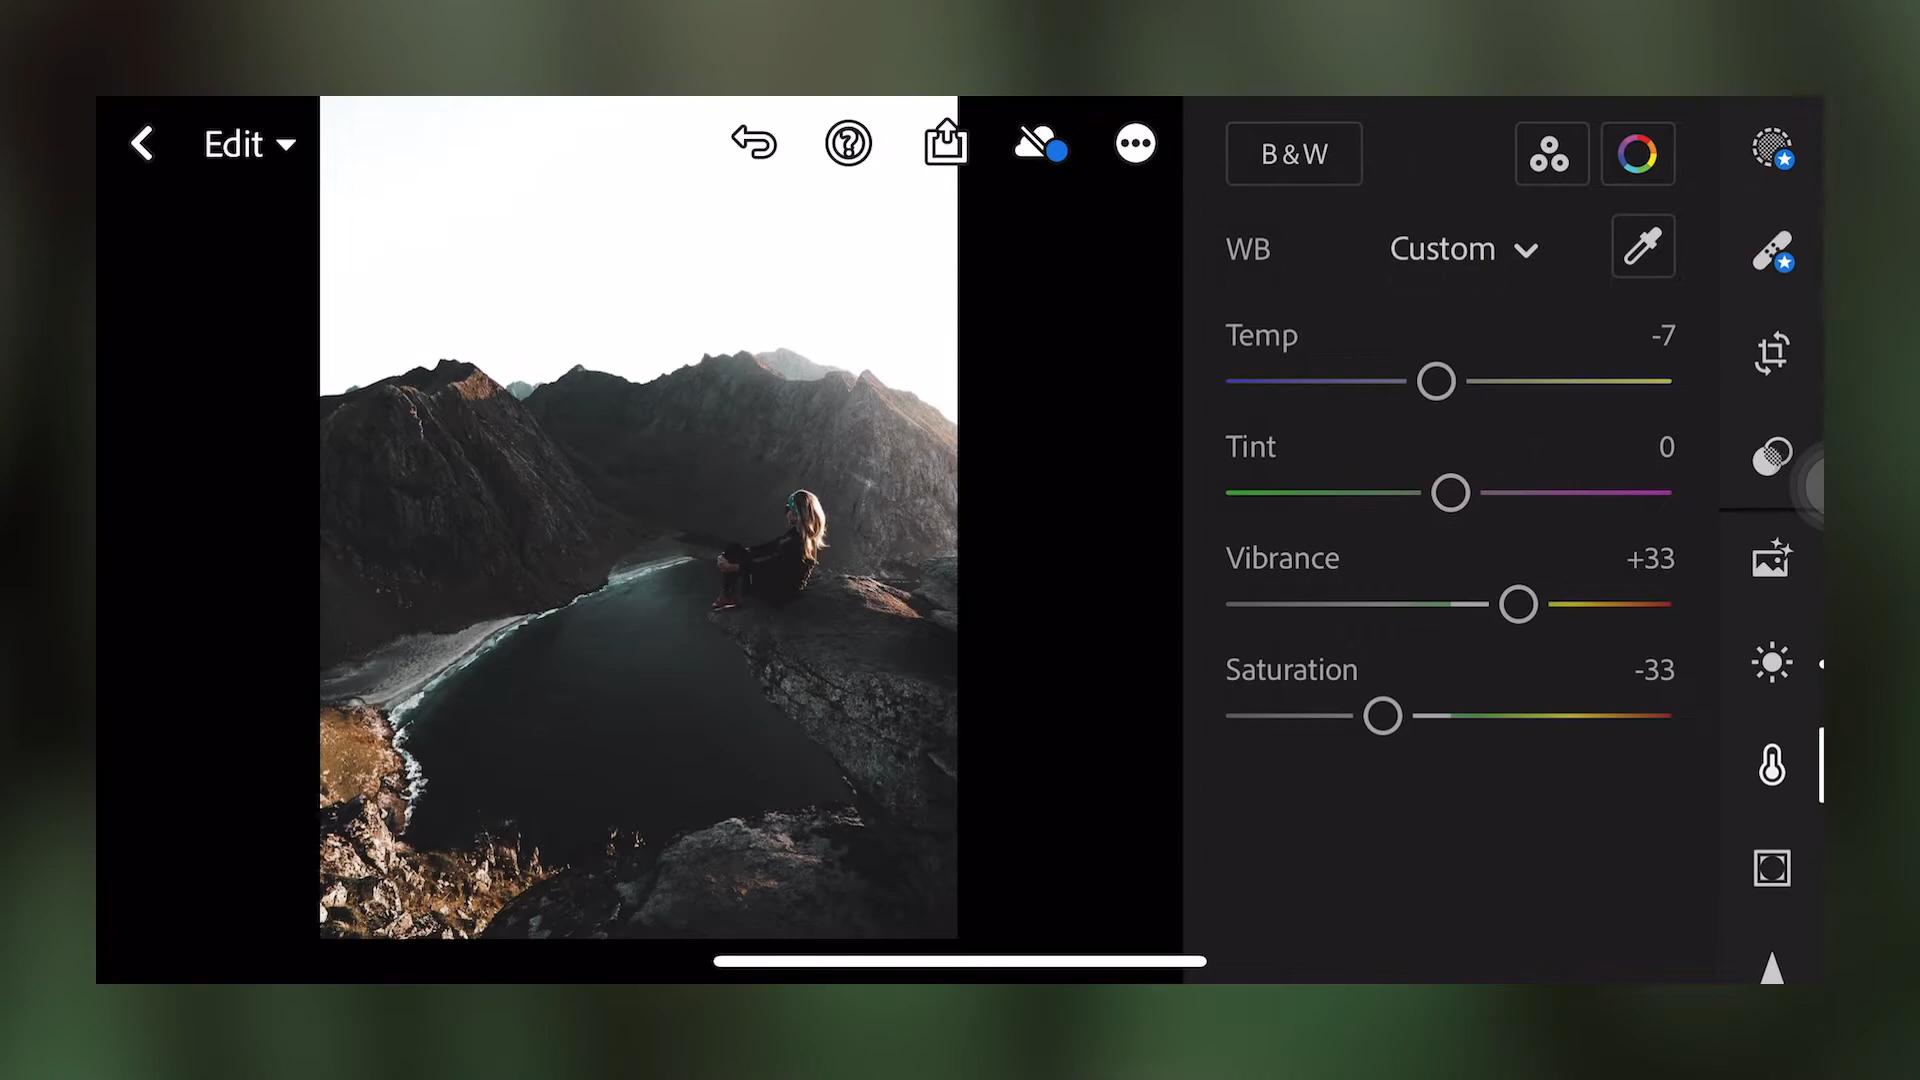 Edit
B&W
WB Custom
Temp -7
Tint 0
Vibrance +33
Saturation -33